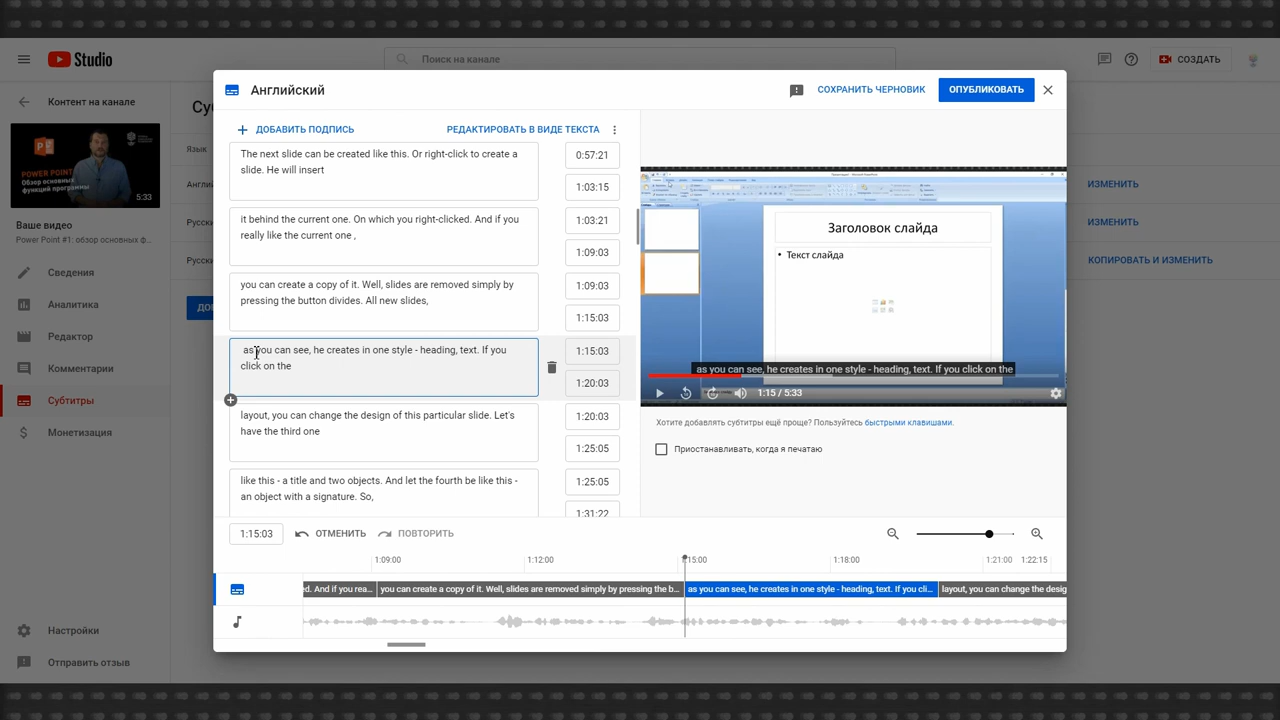 Studio
Поиск на канале
СОЗДАТЬ
Контент на канале
POWER POINT
Обзор основных
функций программы
5:33
Ваше видео
Power Point #1: обзор основных ф...
Сведения
Аналитика
Редактор
Комментарии
Субтитры
Монетизация
Настройки
Отправить отзыв
Язык
ИЗМЕНИТЬ
ИЗМЕНИТЬ
КОПИРОВАТЬ И ИЗМЕНИТЬ
Английский
СОХРАНИТЬ ЧЕРНОВИК
ОПУБЛИКОВАТЬ
ДОБАВИТЬ ПОДПИСЬ
РЕДАКТИРОВАТЬ В ВИДЕ ТЕКСТА
The next slide can be created like this. Or right-click to create a
slide. He will insert
0:57:21
1:03:15
it behind the current one. On which you right-clicked. And if you
really like the current one ,
1:03:21
1:09:03
you can create a copy of it. Well, slides are removed simply by
pressing the button divides. All new slides,
1:09:03
1:15:03
as you can see, he creates in one style - heading, text. If you
click on the
1:15:03
1:20:03
layout, you can change the design of this particular slide. Let's
have the third one
1:20:03
1:25:05
like this - a title and two objects. And let the fourth be like this -
an object with a signature. So,
1:25:05
1:31:22
Заголовок слайда
• Текст слайда
as you can see, he creates in one style - heading, text. If you click on the
1:15 / 5:33
Хотите добавлять субтитры ещё проще? Пользуйтесь быстрыми клавишами.
Приостанавливать, когда я печатаю
1:15:03
ОТМЕНИТЬ
ПОВТОРИТЬ
1:09:00
1:12:00
1:15:00
1:18:00
1:21:00
1:22:15
ed. And if you rea...
you can create a copy of it. Well, slides are removed simply by pressing the b...
as you can see, he creates in one style - heading, text. If you cli...
layout, you can change the desig